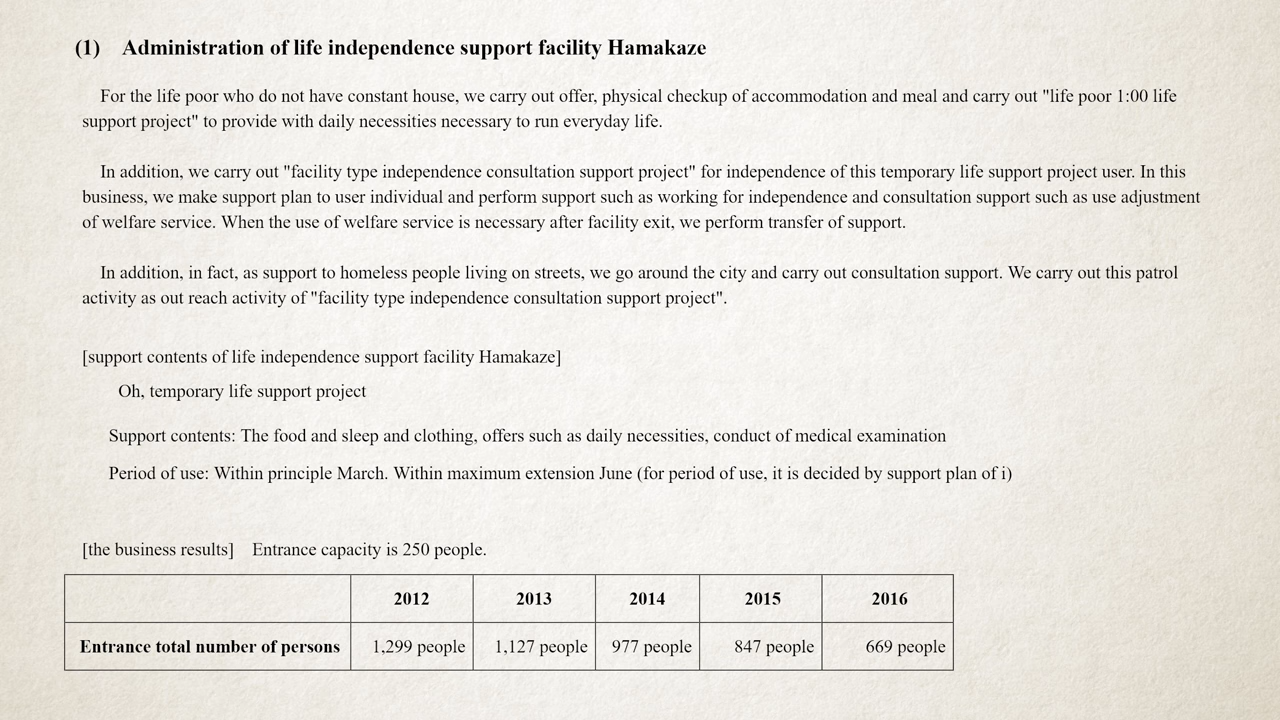 (1) Administration of life independence support facility Hamakaze
For the life poor who do not have constant house, we carry out offer, physical checkup of accommodation and meal and carry out "life poor 1:00 life
support project" to provide with daily necessities necessary to run everyday life.
In addition, we carry out "facility type independence consultation support project" for independence of this temporary life support project user. In this
business, we make support plan to user individual and perform support such as working for independence and consultation support such as use adjustment
of welfare service. When the use of welfare service is necessary after facility exit, we perform transfer of support.
In addition, in fact, as support to homeless people living on streets, we go around the city and carry out consultation support. We carry out this patrol
activity as out reach activity of "facility type independence consultation support project".
[support contents of life independence support facility Hamakaze]
Oh, temporary life support project
Support contents: The food and sleep and clothing, offers such as daily necessities, conduct of medical examination
Period of use: Within principle March. Within maximum extension June (for period of use, it is decided by support plan of i)
[the business results] Entrance capacity is 250 people.
2012 2013 2014 2015 2016
Entrance total number of persons 1,299 people 1,127 people 977 people 847 people 669 people